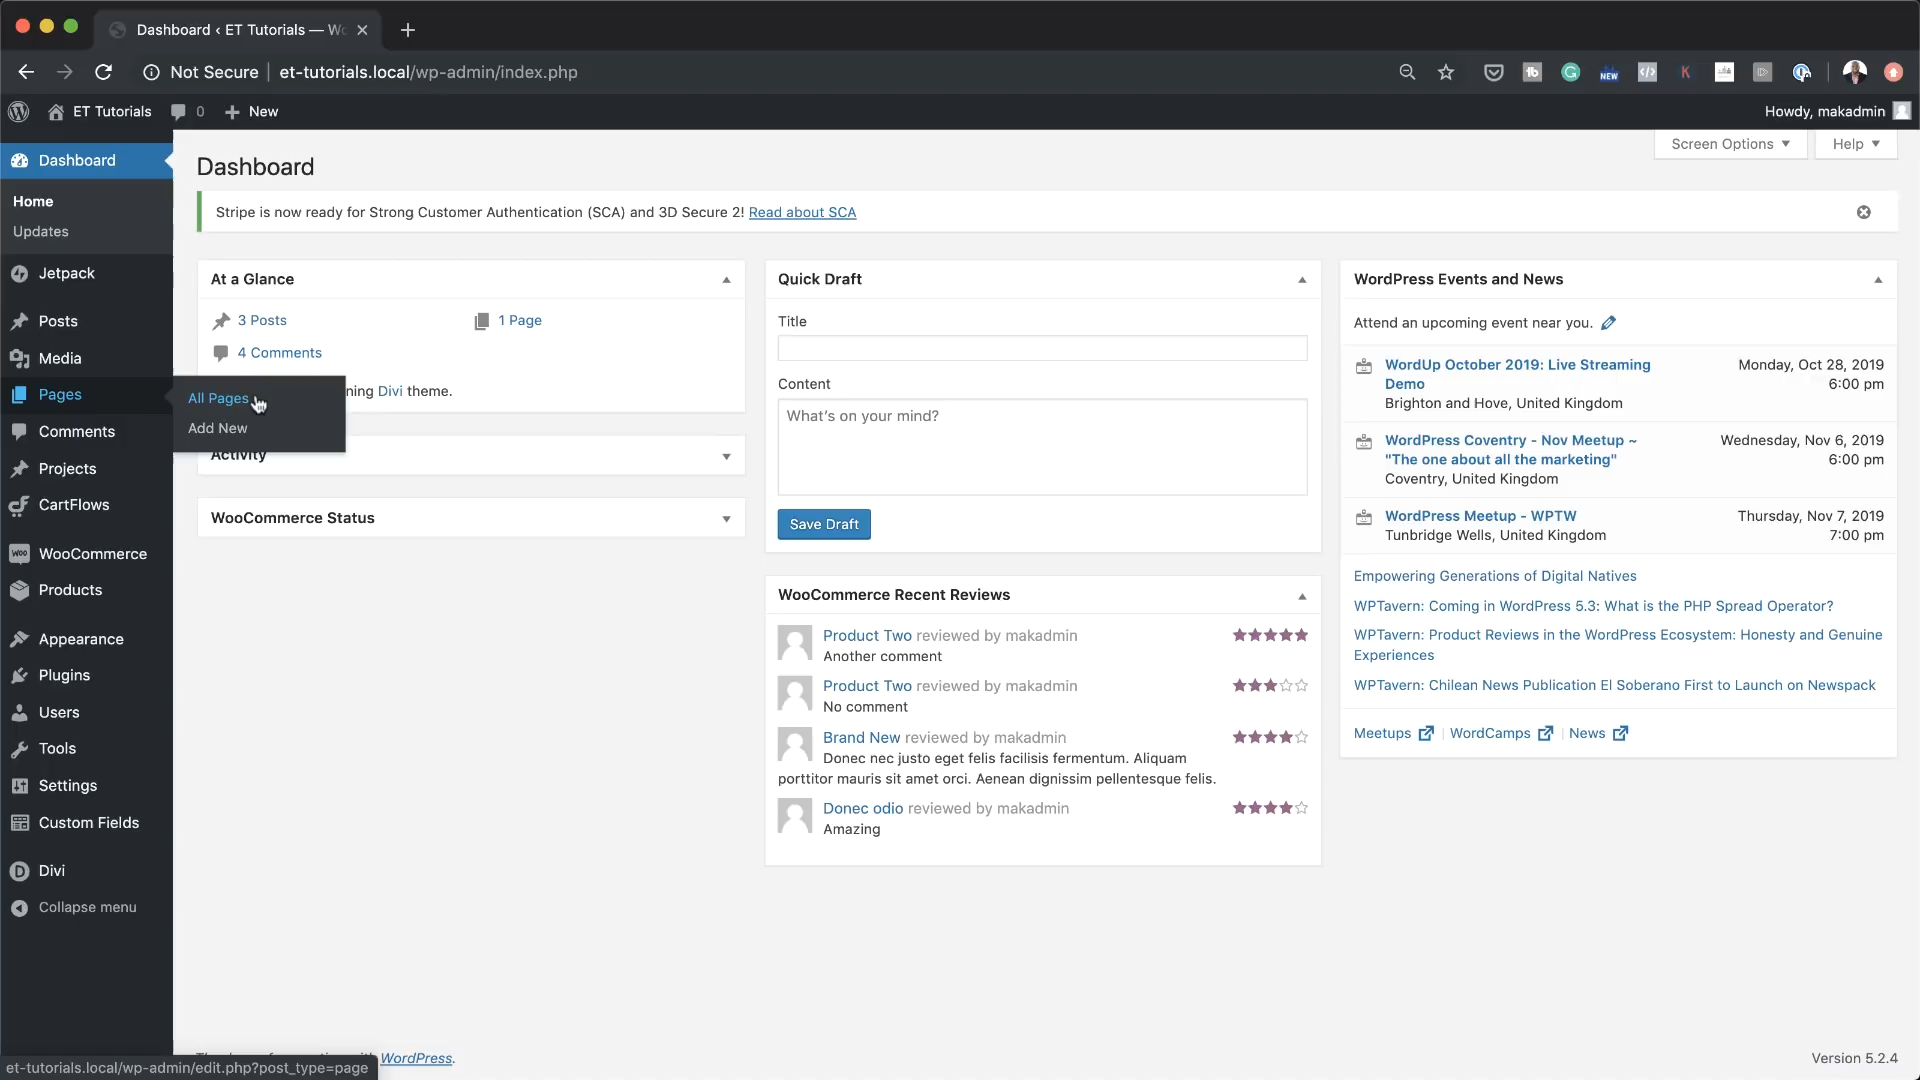 Dashboard ‹ ET Tutorials — Wo
Not Secure
et-tutorials.local/wp-admin/index.php
NEW
ET Tutorials
0
New
Howdy, makadmin
Dashboard
Home
Updates
Jetpack
Posts
Media
Pages
Comments
Projects
CartFlows
WooCommerce
Products
Appearance
Plugins
Users
Tools
Settings
Custom Fields
Divi
Collapse menu
All Pages
Add New
Screen Options
Help
Dashboard
Stripe is now ready for Strong Customer Authentication (SCA) and 3D Secure 2! Read about SCA
At a Glance
3 Posts
1 Page
4 Comments
ning Divi theme.
Activity
WooCommerce Status
Quick Draft
Title
Content
What's on your mind?
Save Draft
WooCommerce Recent Reviews
Product Two reviewed by makadmin
Another comment
Product Two reviewed by makadmin
No comment
Brand New reviewed by makadmin
Donec nec justo eget felis facilisis fermentum. Aliquam
porttitor mauris sit amet orci. Aenean dignissim pellentesque felis.
Donec odio reviewed by makadmin
Amazing
WordPress Events and News
Attend an upcoming event near you.
WordUp October 2019: Live Streaming
Demo
Brighton and Hove, United Kingdom
Monday, Oct 28, 2019
6:00 pm
WordPress Coventry - Nov Meetup ~
"The one about all the marketing"
Coventry, United Kingdom
Wednesday, Nov 6, 2019
6:00 pm
WordPress Meetup - WPTW
Tunbridge Wells, United Kingdom
Thursday, Nov 7, 2019
7:00 pm
Empowering Generations of Digital Natives
WPTavern: Coming in WordPress 5.3: What is the PHP Spread Operator?
WPTavern: Product Reviews in the WordPress Ecosystem: Honesty and Genuine
Experiences
WPTavern: Chilean News Publication El Soberano First to Launch on Newspack
Meetups
WordCamps
News
WordPress.
Version 5.2.4
et-tutorials.local/wp-admin/edit.php?post_type=page